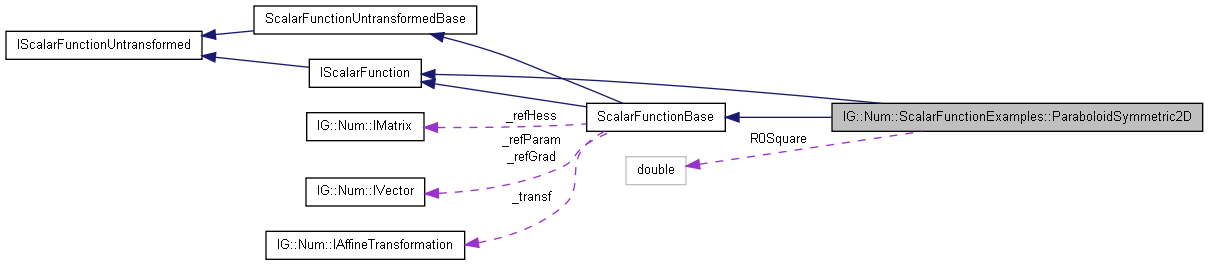 ScalarFunctionUntransformedBase
IScalarFunctionUntransformed
IScalarFunction
_refHess
IG::Num::IMatrix
ScalarFunctionBase
IG::Num::ScalarFunctionExamples::ParaboloidSymmetric2D
_refParam
_refGrad
R0Square
double
IG::Num::IVector
_transf
IG::Num::IAffineTransformation